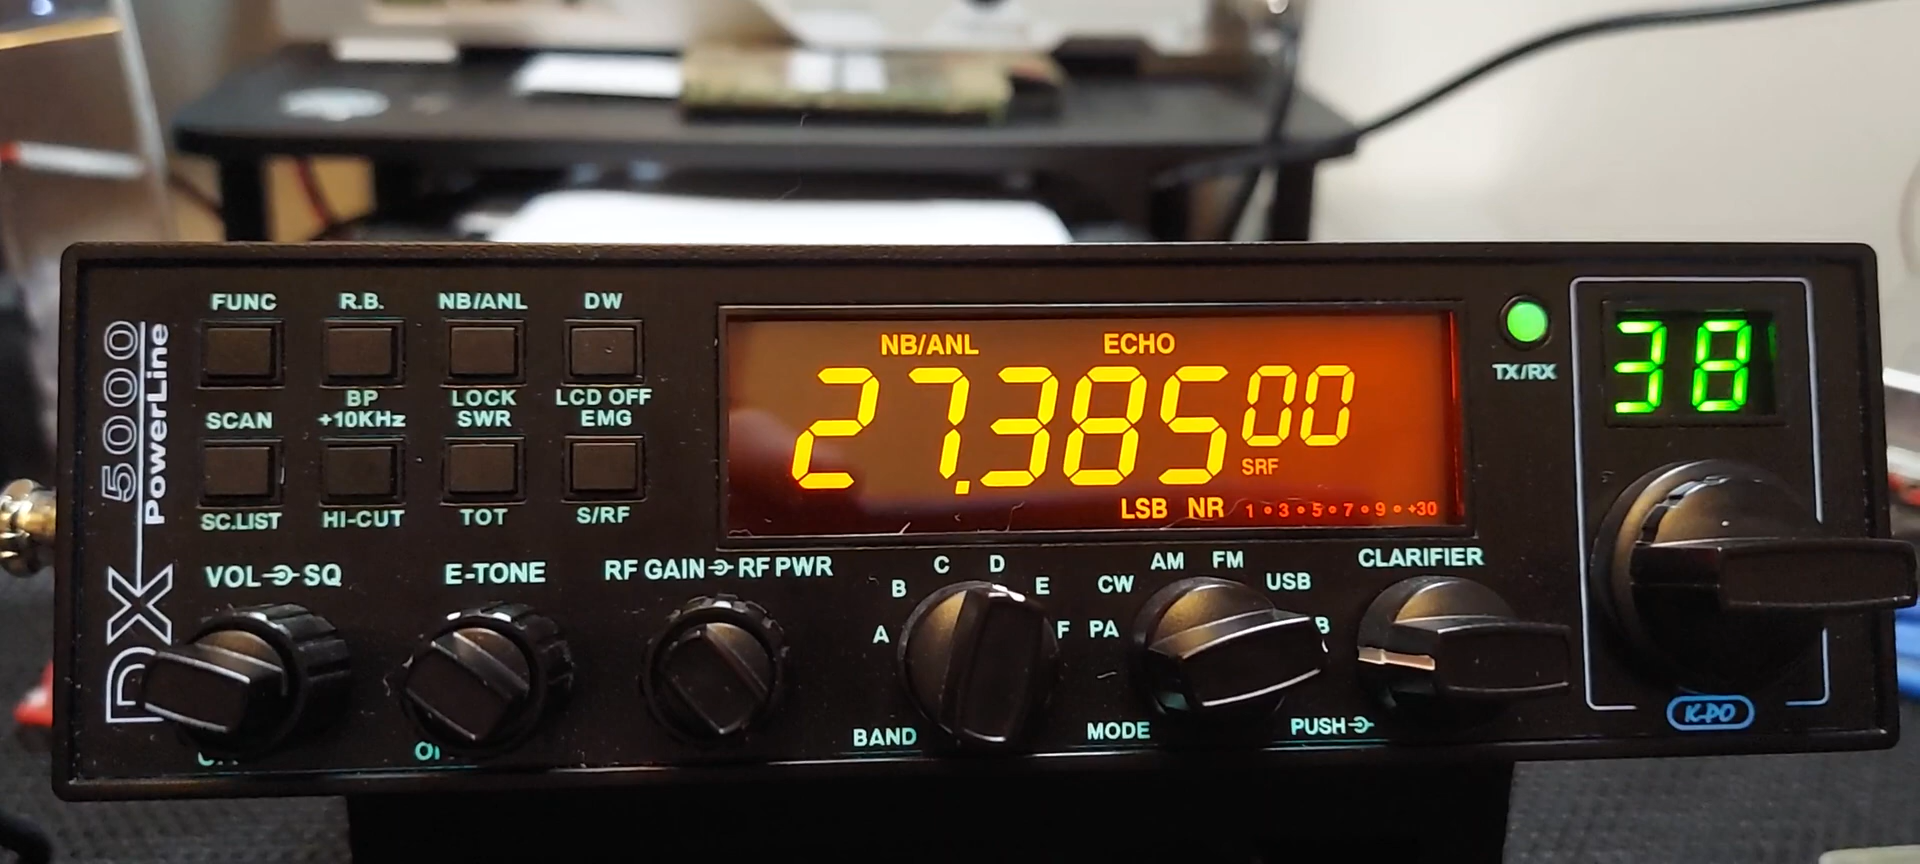 FUNC R.B. NB/ANL DW
BP LOCK LCD OFF
SCAN +10KHz SWR EMG
SC.LIST HI-CUT TOT S/RF
DX 5000
PowerLine
NB/ANL ECHO
27.38500
SRF
LSB NR 1 • 3 • 5 • 7 • 9 • +30
TX/RX
38
VOL SQ E-TONE RF GAIN RF PWR
A B C D E F
BAND
PA CW AM FM USB
MODE
CLARIFIER
PUSH
K-PO